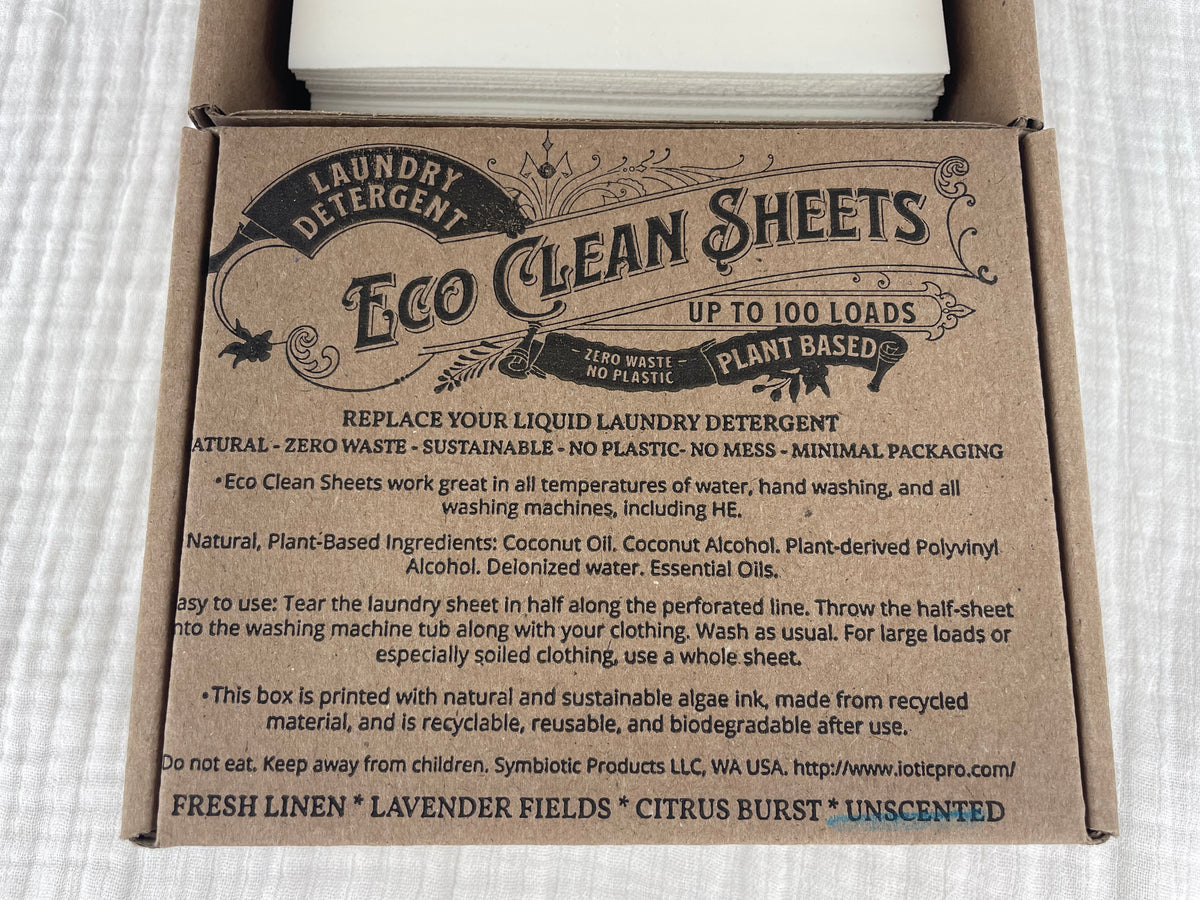 LAUNDRY
DETERGENT
ECO CLEAN SHEETS
UP TO 100 LOADS
- ZERO WASTE -
NO PLASTIC
PLANT BASED
REPLACE YOUR LIQUID LAUNDRY DETERGENT
ATURAL - ZERO WASTE - SUSTAINABLE - NO PLASTIC- NO MESS - MINIMAL PACKAGING
•Eco Clean Sheets work great in all temperatures of water, hand washing, and all
washing machines, including HE.
Natural, Plant-Based Ingredients: Coconut Oil. Coconut Alcohol. Plant-derived Polyvinyl
Alcohol. Deionized water. Essential Oils.
asy to use: Tear the laundry sheet in half along the perforated line. Throw the half-sheet
nto the washing machine tub along with your clothing. Wash as usual. For large loads or
especially soiled clothing, use a whole sheet.
•This box is printed with natural and sustainable algae ink, made from recycled
material, and is recyclable, reusable, and biodegradable after use.
Do not eat. Keep away from children. Symbiotic Products LLC, WA USA. http://www.ioticpro.com/
FRESH LINEN * LAVENDER FIELDS * CITRUS BURST * UNSCENTED